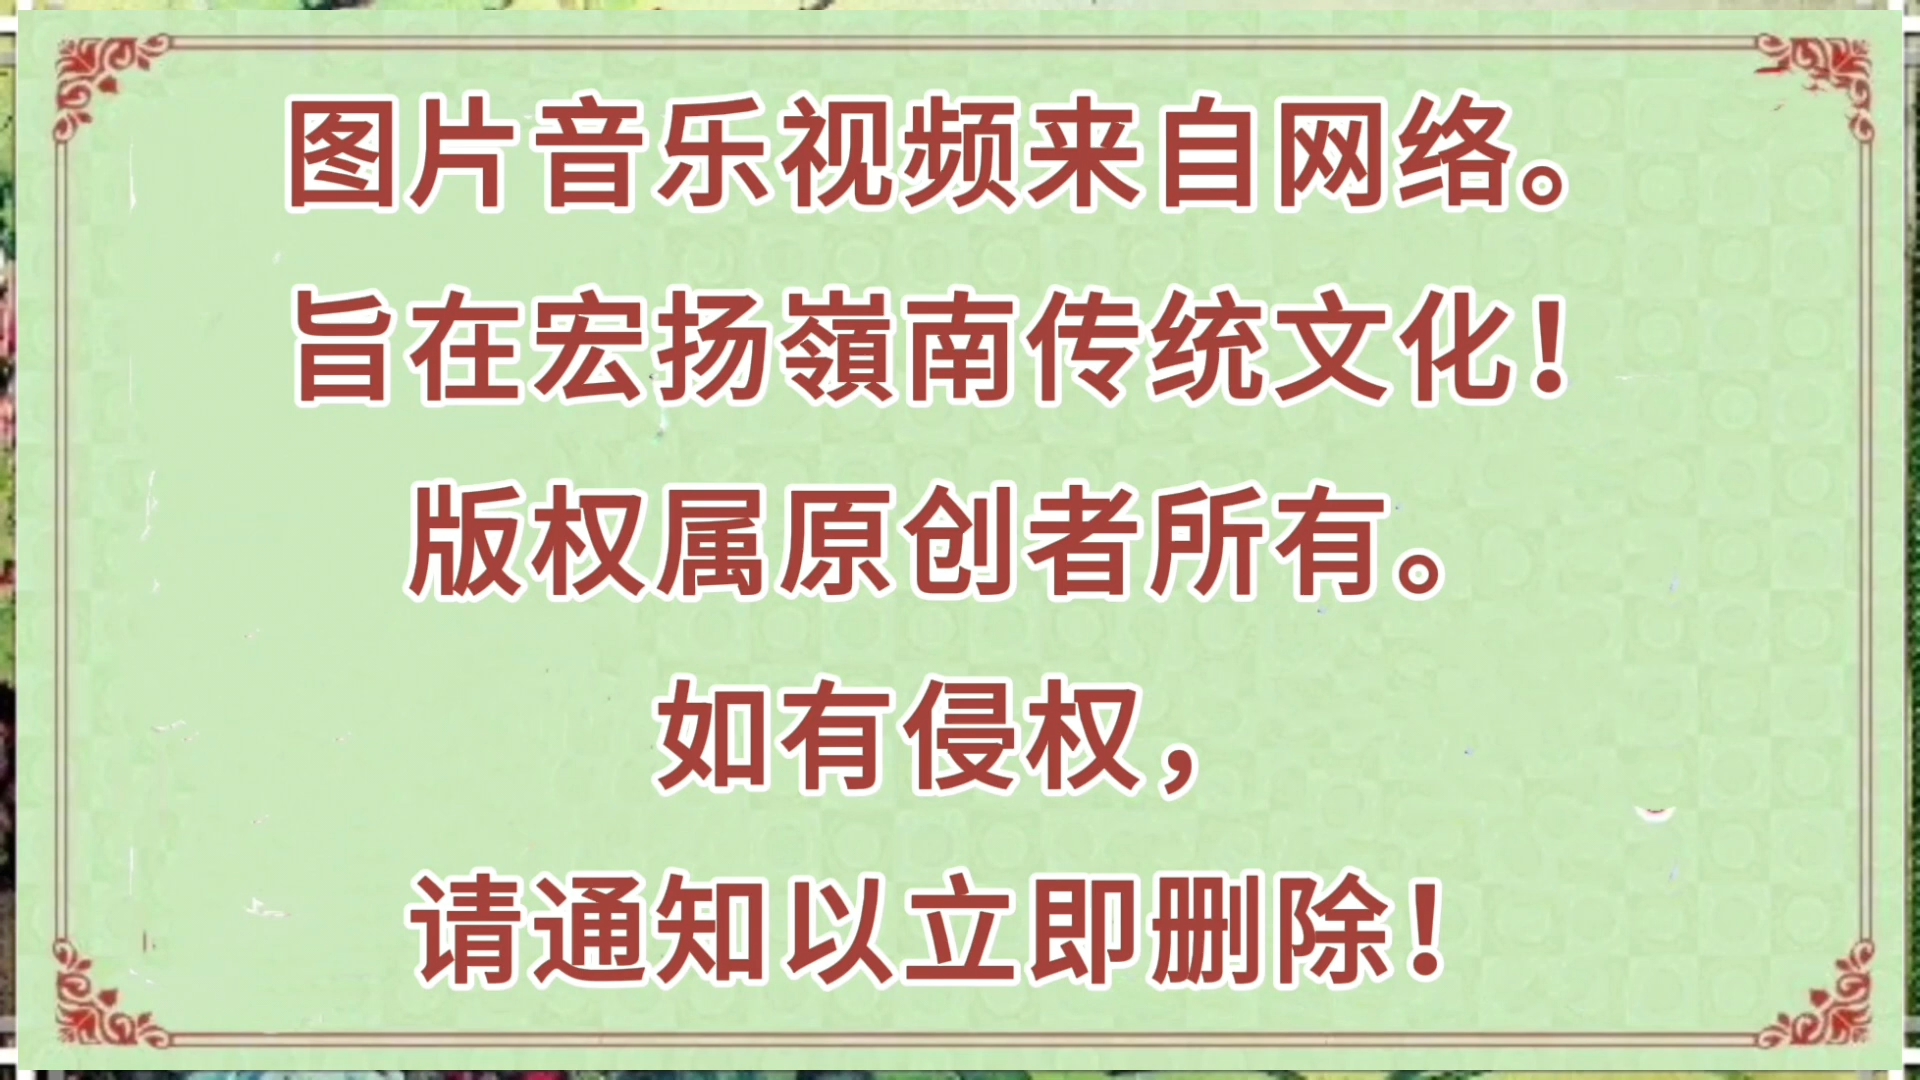 图片音乐视频来自网络。
旨在宏扬嶺南传统文化！
版权属原创者所有。
如有侵权，
请通知以立即删除！